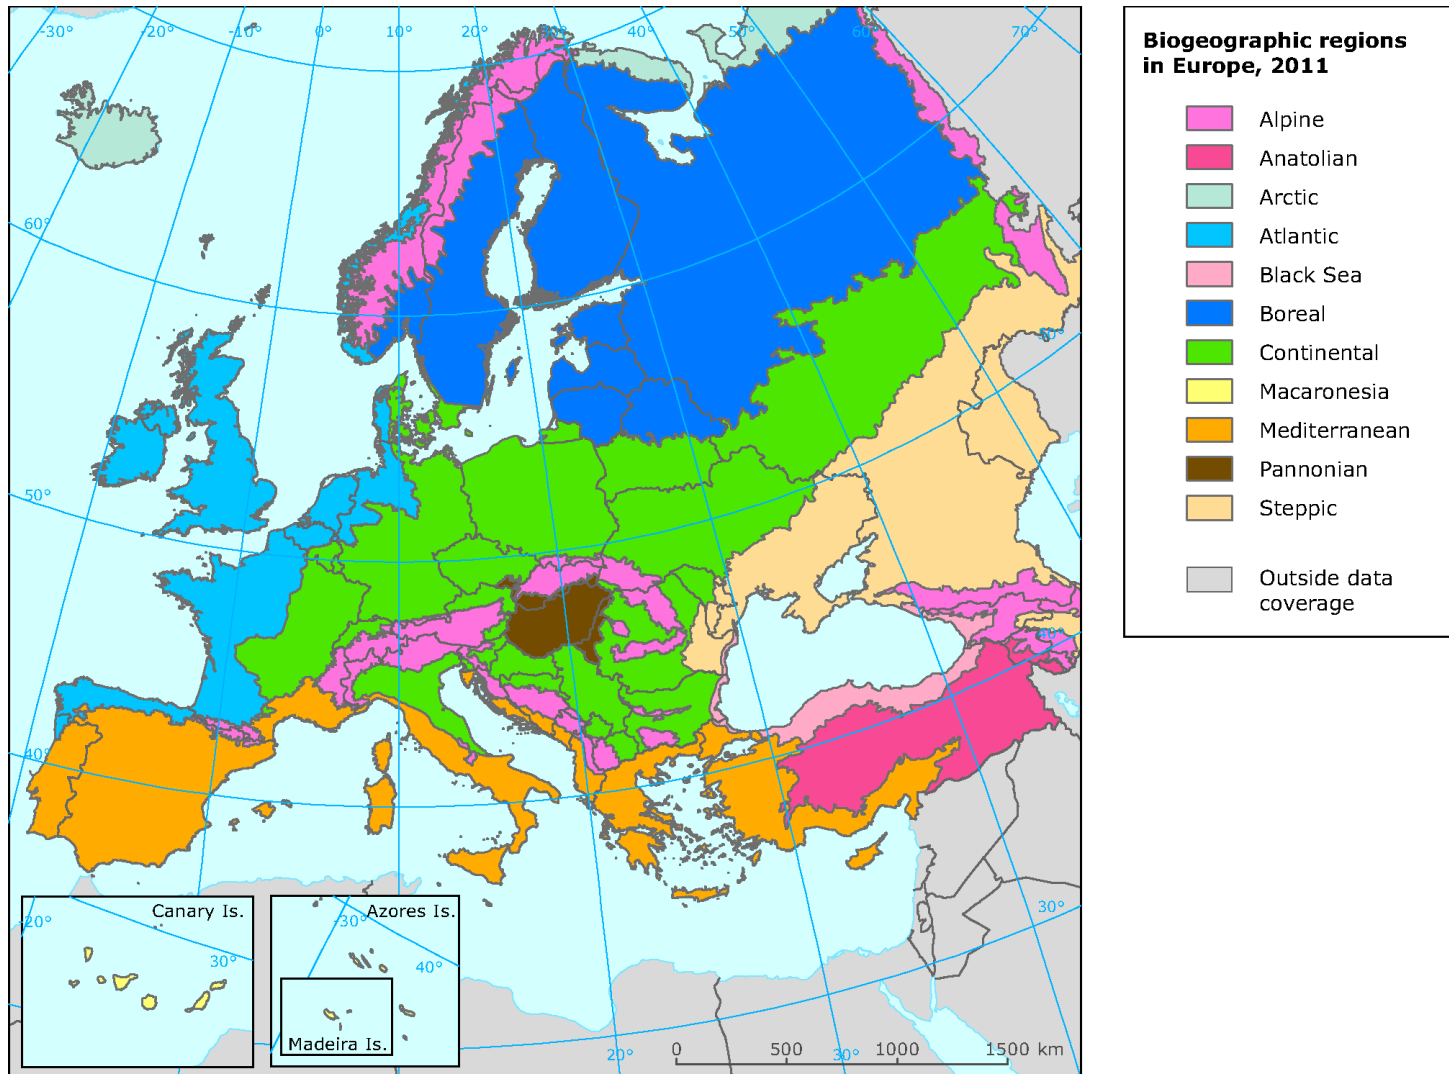 -30°
-20°
-10°
0°
10°
20°
30°
60°
70°
60°
50°
50°
40°
40°
30°
Canary Is.
-20°
30°
Azores Is.
-30°
40°
Madeira Is.
20°
30°
0 500 1000 1500 km
Biogeographic regions
in Europe, 2011
Alpine
Anatolian
Arctic
Atlantic
Black Sea
Boreal
Continental
Macaronesia
Mediterranean
Pannonian
Steppic
Outside data
coverage